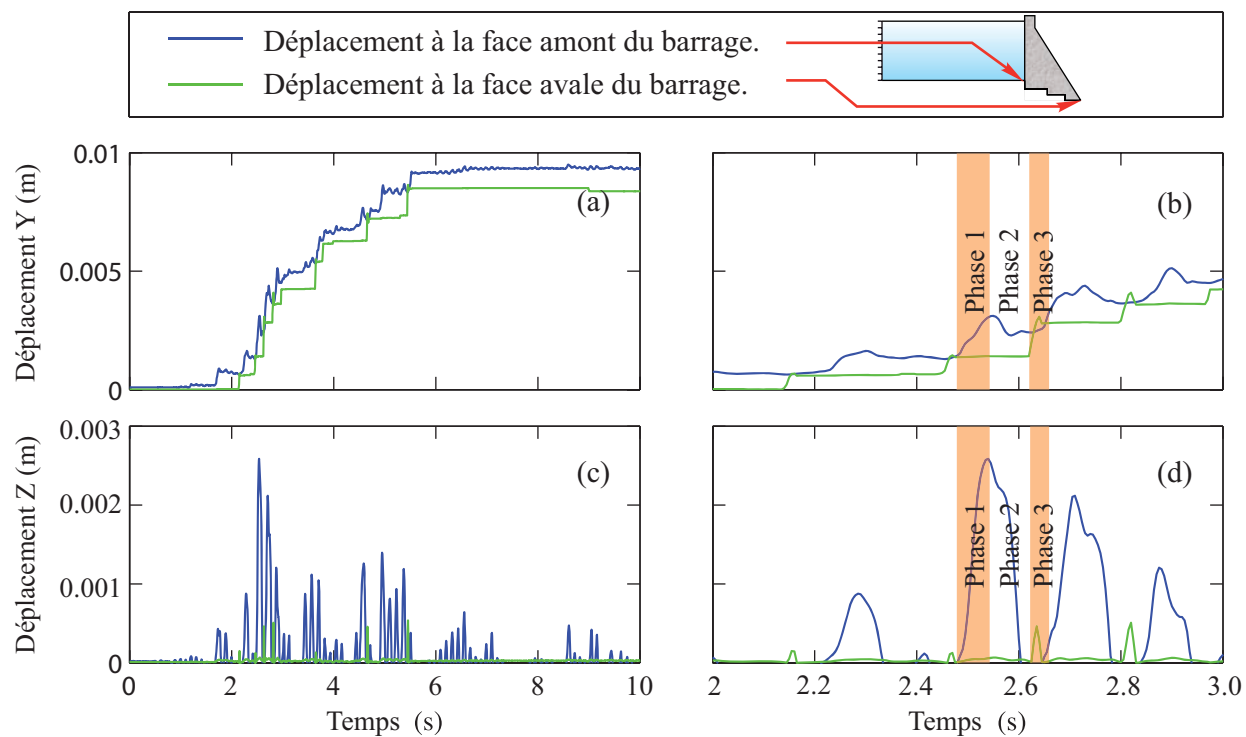 Déplacement à la face amont du barrage.
Déplacement à la face avale du barrage.
Déplacement Y (m)
0.01
0.005
0
(a)
(b)
Phase 1
Phase 2
Phase 3
Déplacement Z (m)
0.003
0.002
0.001
0
(c)
(d)
Phase 1
Phase 2
Phase 3
0 2 4 6 8 10
2 2.2 2.4 2.6 2.8 3.0
Temps (s)
Temps (s)